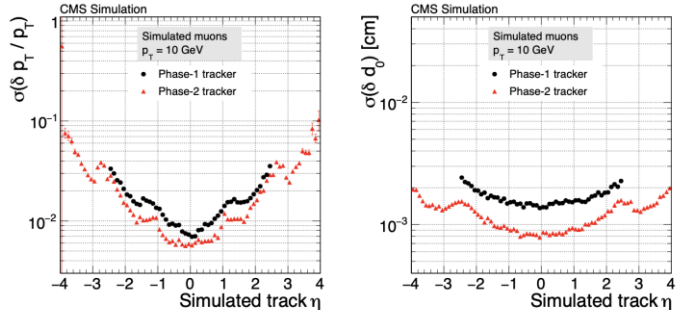 CMS Simulation
σ(δ p_T / p_T)
1
10⁻¹
10⁻²
Simulated muons
p_T = 10 GeV
Phase-1 tracker
Phase-2 tracker
−4 −3 −2 −1 0 1 2 3 4
Simulated track η
CMS Simulation
σ(δ d₀) [cm]
10⁻²
10⁻³
Simulated muons
p_T = 10 GeV
Phase-1 tracker
Phase-2 tracker
−4 −3 −2 −1 0 1 2 3 4
Simulated track η